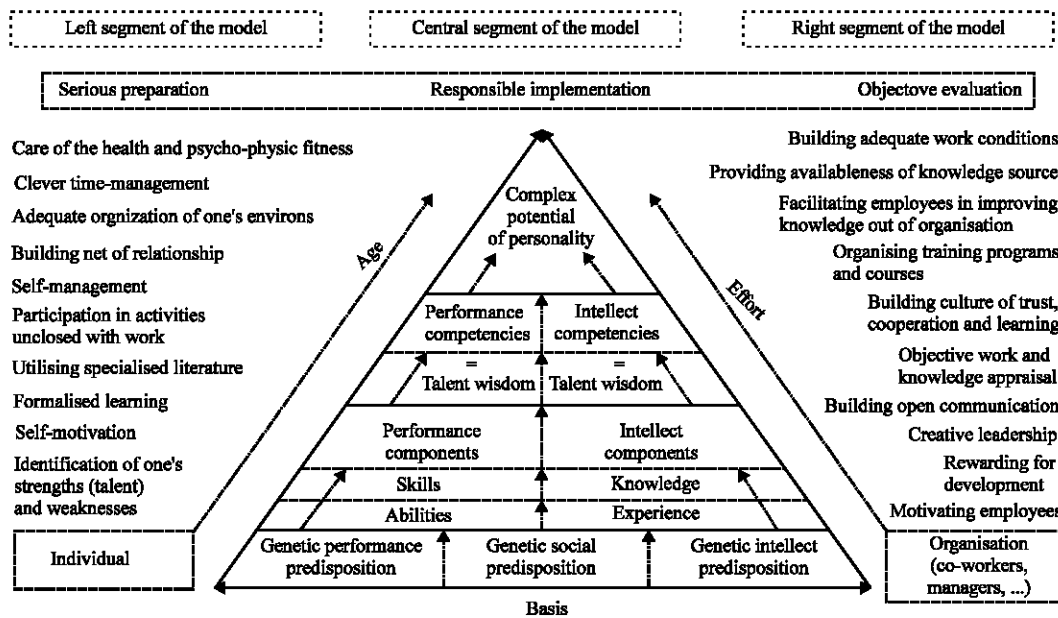 Left segment of the model
Central segment of the model
Right segment of the model
Serious preparation
Responsible implementation
Objectove evaluation
Care of the health and psycho-physic fitness
Clever time-management
Adequate orgnization of one's environs
Building net of relationship
Self-management
Participation in activities
unclosed with work
Utilising specialised literature
Formalised learning
Self-motivation
Identification of one's
strengths (talent)
and weaknesses
Individual
Age
Complex
potential
of personality
Performance
competencies
Intellect
competencies
=
Talent wisdom
=
Talent wisdom
Performance
components
Intellect
components
Skills
Knowledge
Abilities
Experience
Genetic performance
predisposition
Genetic social
predisposition
Genetic intellect
predisposition
Basis
Effort
Building adequate work conditions
Providing availableness of knowledge source
Facilitating employees in improving
knowledge out of organisation
Organising training programs
and courses
Building culture of trust,
cooperation and learning
Objective work and
knowledge appraisal
Building open communication
Creative leadership
Rewarding for
development
Motivating employees
Organisation
(co-workers,
managers, ...)